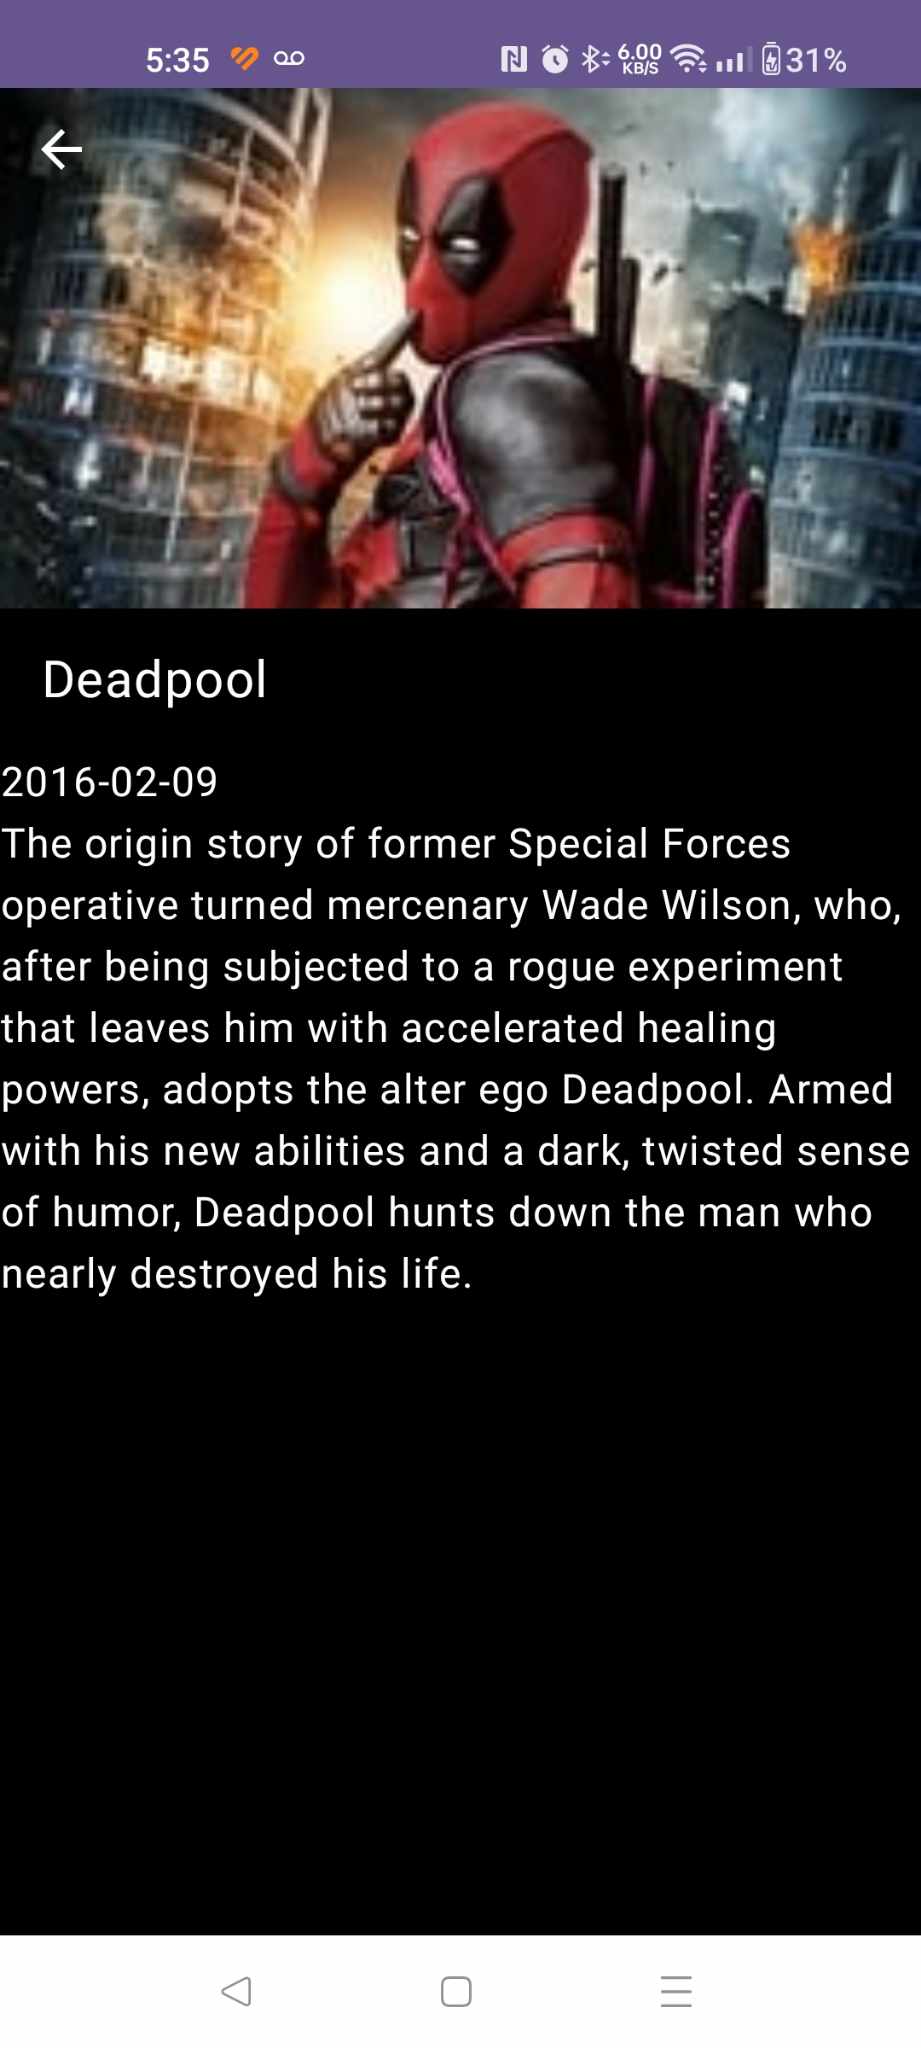 5:35 6.00 KB/S 31%
Deadpool
2016-02-09
The origin story of former Special Forces
operative turned mercenary Wade Wilson, who,
after being subjected to a rogue experiment
that leaves him with accelerated healing
powers, adopts the alter ego Deadpool. Armed
with his new abilities and a dark, twisted sense
of humor, Deadpool hunts down the man who
nearly destroyed his life.